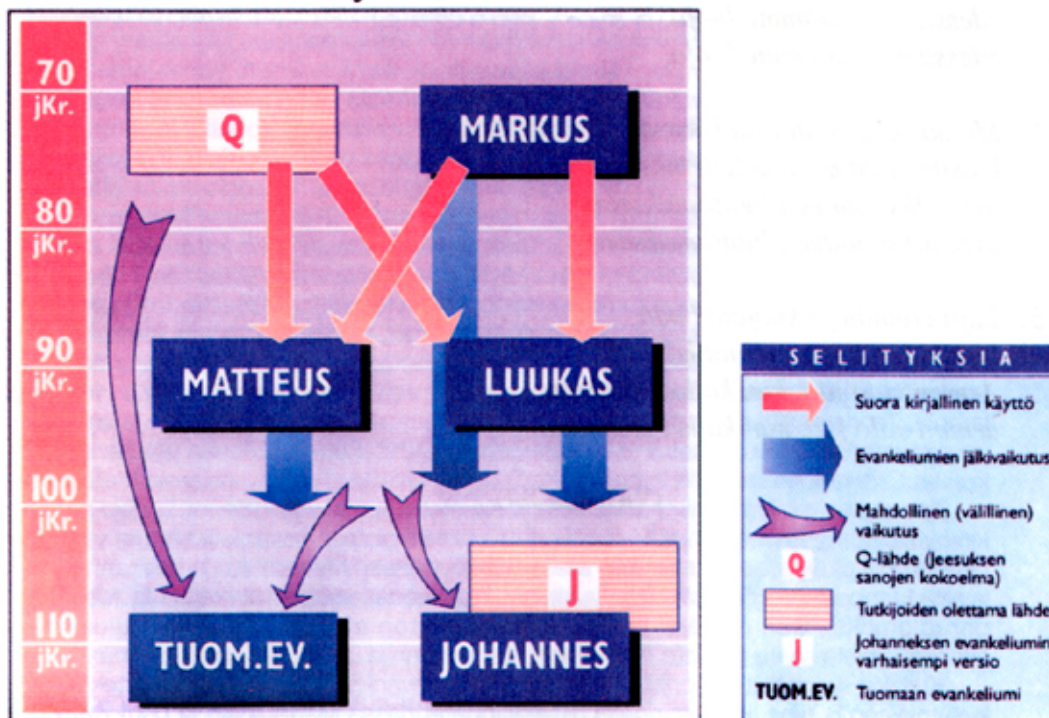 70
jKr.
80
jKr.
90
jKr.
100
jKr.
110
jKr.
Q
MARKUS
MATTEUS
LUUKAS
J
TUOM.EV.
JOHANNES
SELITYKSIÄ
Suora kirjallinen käyttö
Evankeliumien jälkivaikutus
Mahdollinen (välillinen)
vaikutus
Q
Q-lähde (Jeesuksen
sanojen kokoelma)
Tutkijoiden olettama lähde
J
Johanneksen evankeliumin
varhaisempi versio
TUOM.EV. Tuomaan evankeliumi